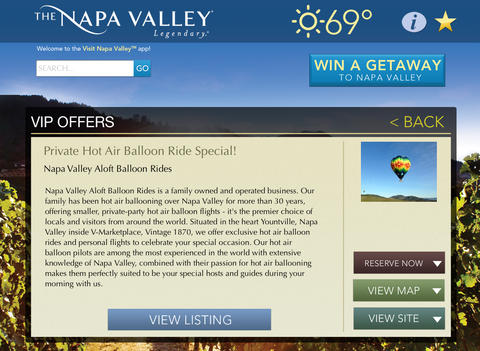 THE NAPA VALLEY®
Legendary.®
69°
i
Welcome to the Visit Napa Valley™ app!
SEARCH...
GO
WIN A GETAWAY
TO NAPA VALLEY
VIP OFFERS
< BACK
Private Hot Air Balloon Ride Special!
Napa Valley Aloft Balloon Rides
Napa Valley Aloft Balloon Rides is a family owned and operated business. Our
family has been hot air ballooning over Napa Valley for more than 30 years,
offering smaller, private-party hot air balloon flights - it's the premier choice of
locals and visitors from around the world. Situated in the heart Yountville, Napa
Valley inside V-Marketplace, Vintage 1870, we offer exclusive hot air balloon
rides and personal flights to celebrate your special occasion. Our hot air
balloon pilots are among the most experienced in the world with extensive
knowledge of Napa Valley, combined with their passion for hot air ballooning
makes them perfectly suited to be your special hosts and guides during your
morning with us.
RESERVE NOW
VIEW MAP
VIEW SITE
VIEW LISTING